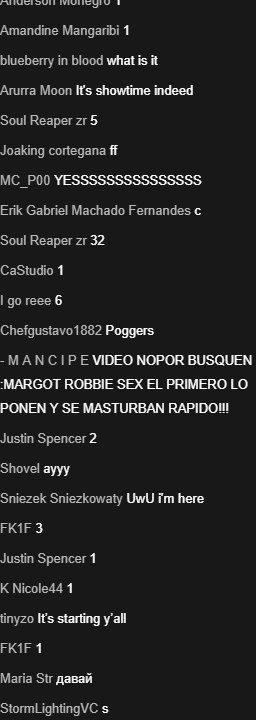 Anderson Monegro 1
Amandine Mangaribi 1
blueberry in blood what is it
Arurra Moon It's showtime indeed
Soul Reaper zr 5
Joaking cortegana ff
MC_P00 YESSSSSSSSSSSSSSS
Erik Gabriel Machado Fernandes c
Soul Reaper zr 32
CaStudio 1
I go reee 6
Chefgustavo1882 Poggers
- M A N C I P E VIDEO NOPOR BUSQUEN
:MARGOT ROBBIE SEX EL PRIMERO LO
PONEN Y SE MASTURBAN RAPIDO!!!
Justin Spencer 2
Shovel ayyy
Sniezek Sniezkowaty UwU i'm here
FK1F 3
Justin Spencer 1
K Nicole44 1
tinyzo It's starting y'all
FK1F 1
Maria Str давай
StormLightingVC s